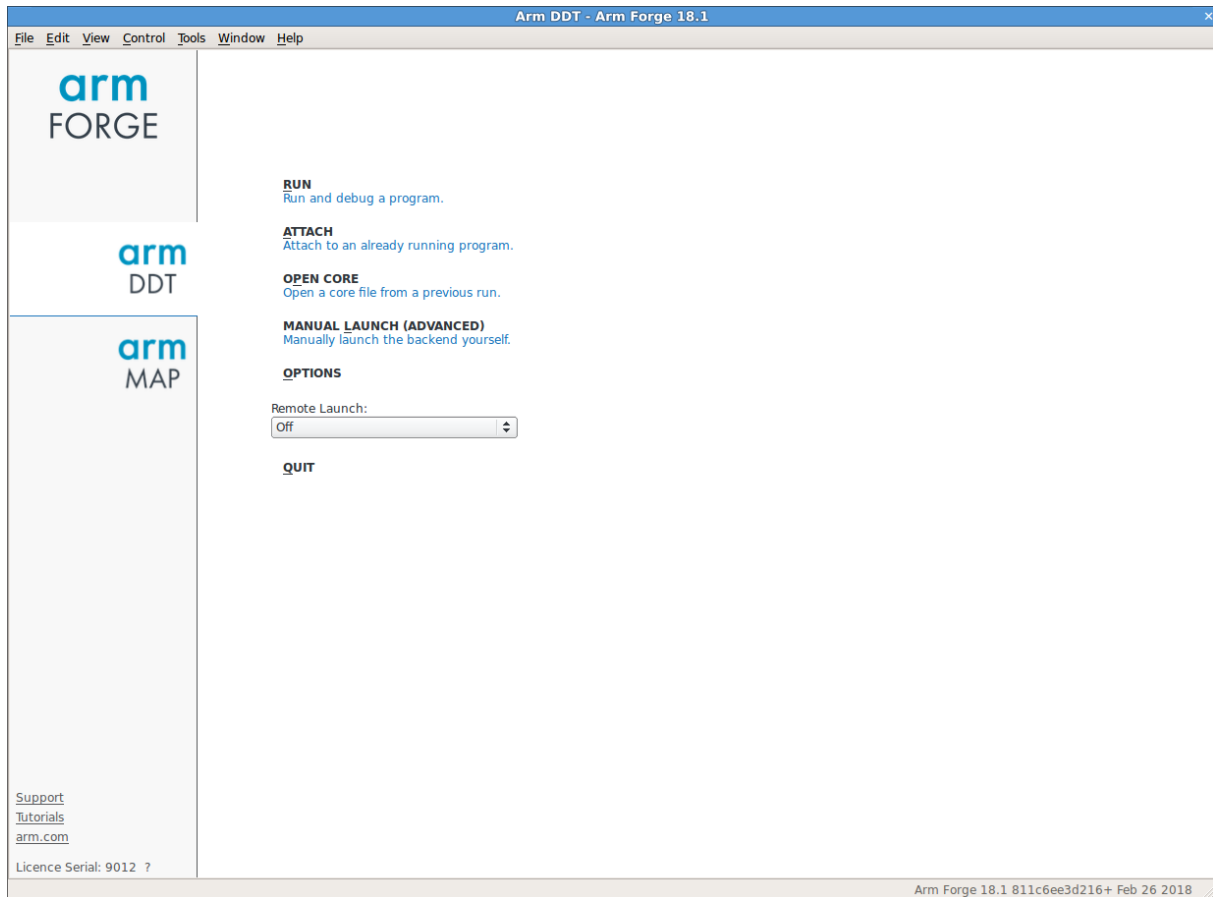 Arm DDT - Arm Forge 18.1
File Edit View Control Tools Window Help
arm
FORGE
arm
DDT
arm
MAP
RUN
Run and debug a program.
ATTACH
Attach to an already running program.
OPEN CORE
Open a core file from a previous run.
MANUAL LAUNCH (ADVANCED)
Manually launch the backend yourself.
OPTIONS
Remote Launch:
Off
QUIT
Support
Tutorials
arm.com
Licence Serial: 9012 ?
Arm Forge 18.1 811c6ee3d216+ Feb 26 2018